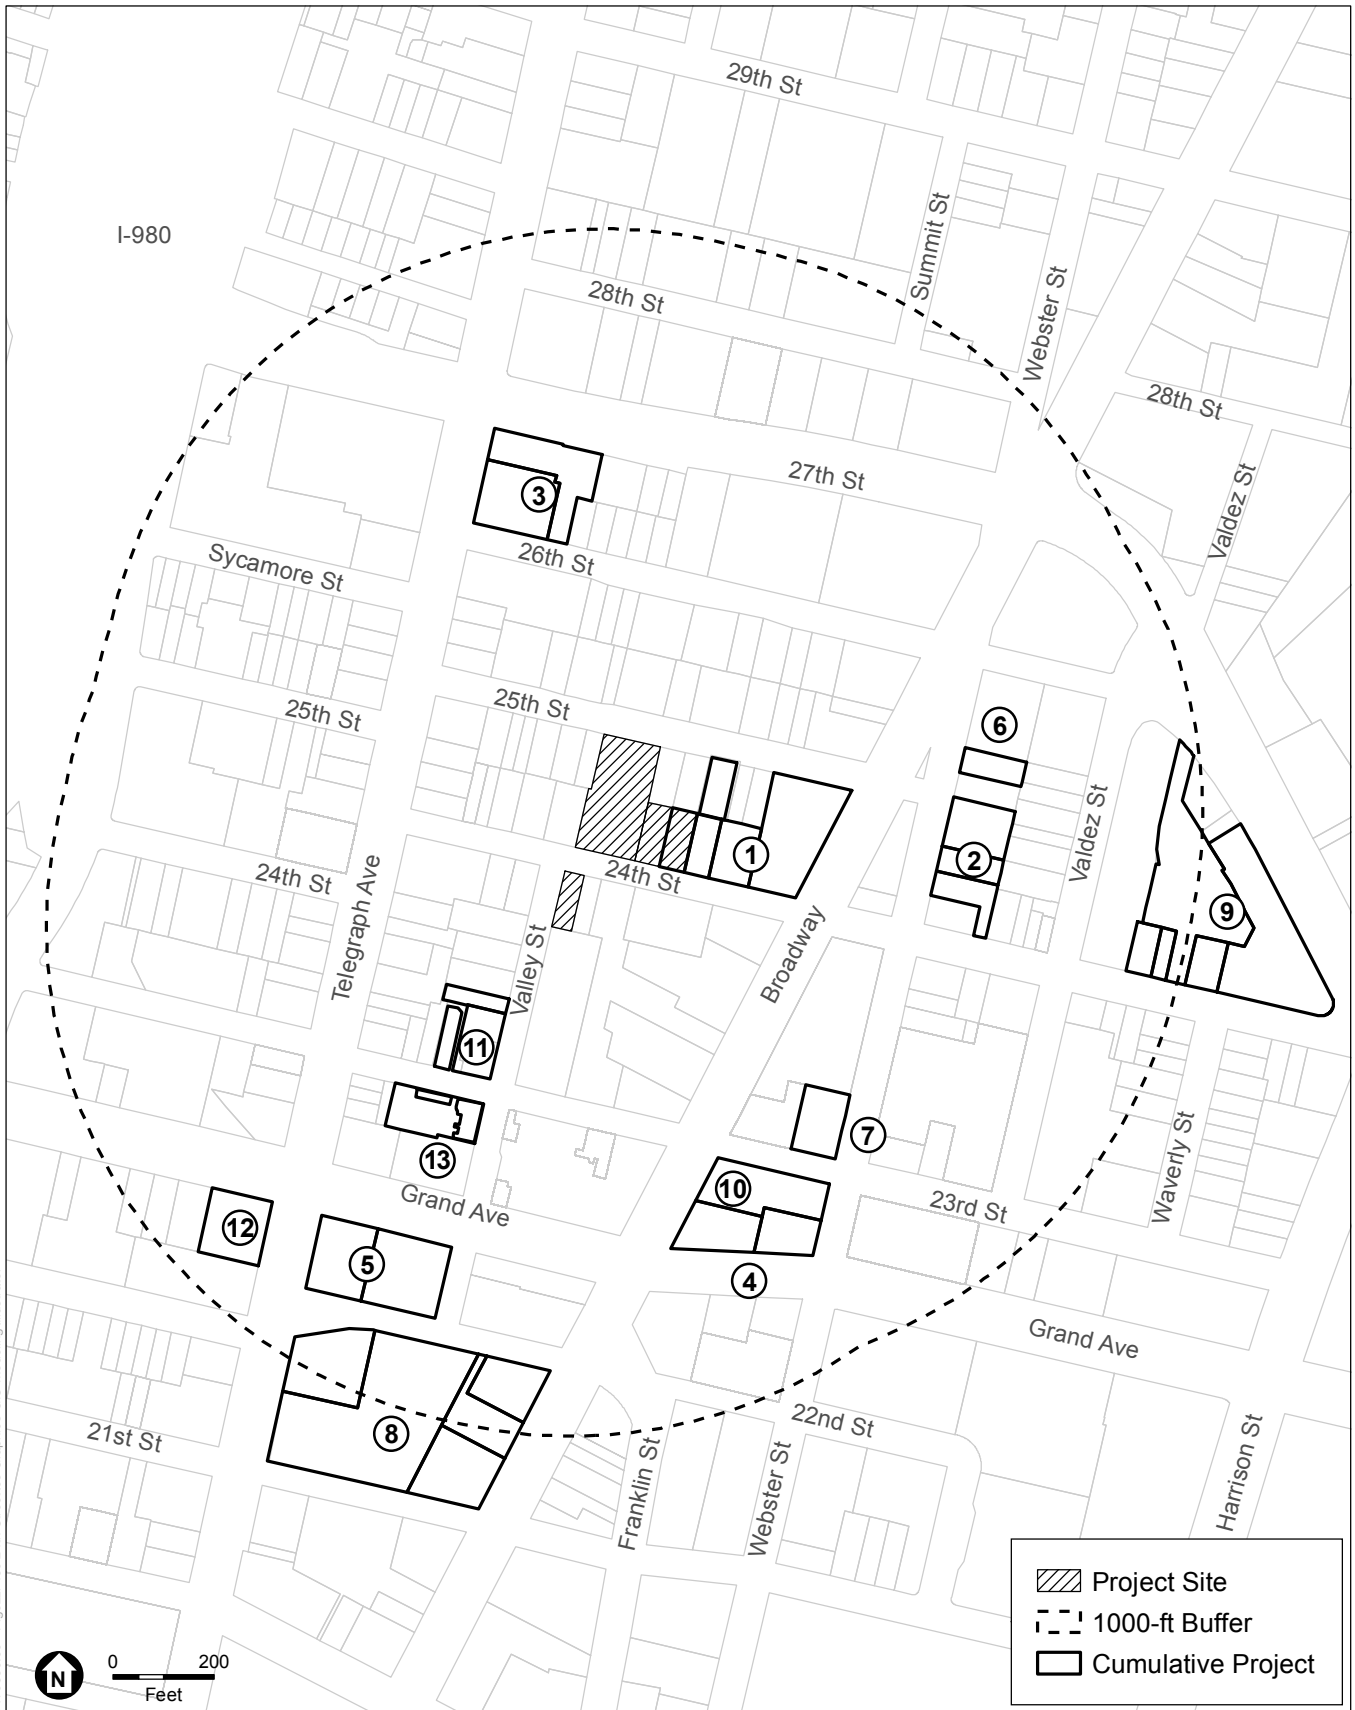 29th St
I-980
Summit St
28th St
Webster St
28th St
27th St
Valdez St
3
26th St
Sycamore St
25th St
25th St
6
Valdez St
1
2
24th St
24th St
Telegraph Ave
Valley St
Broadway
9
11
7
13
10
23rd St
Waverly St
Grand Ave
12
5
4
Grand Ave
8
21st St
22nd St
Franklin St
Webster St
Harrison St
Project Site
1000-ft Buffer
Cumulative Project
N
0 200
Feet